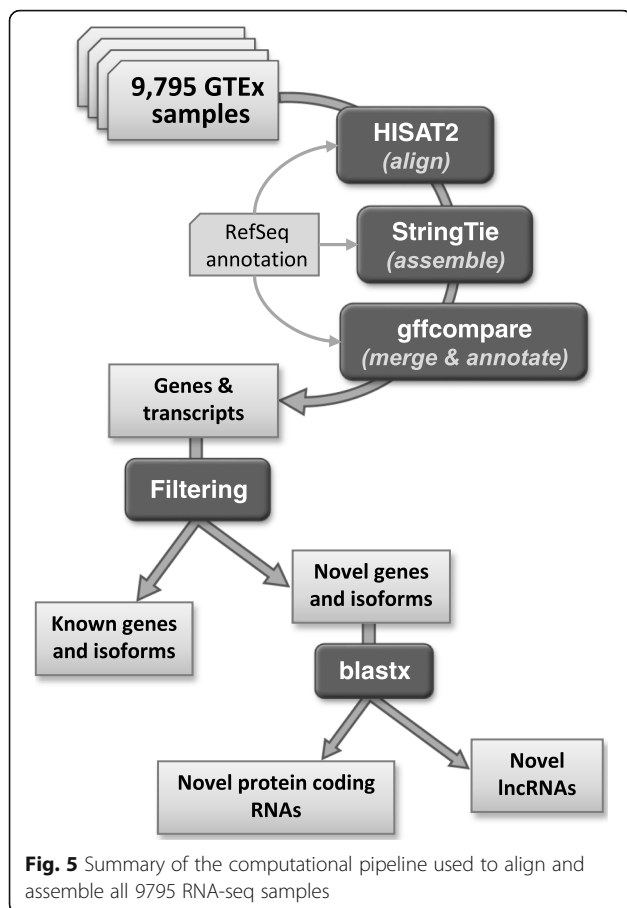 9,795 GTEx
samples
HISAT2
(align)
RefSeq
annotation
StringTie
(assemble)
gffcompare
(merge & annotate)
Genes &
transcripts
Filtering
Novel genes
and isoforms
Known genes
and isoforms
blastx
Novel protein coding
RNAs
Novel
lncRNAs
Fig. 5 Summary of the computational pipeline used to align and
assemble all 9795 RNA-seq samples